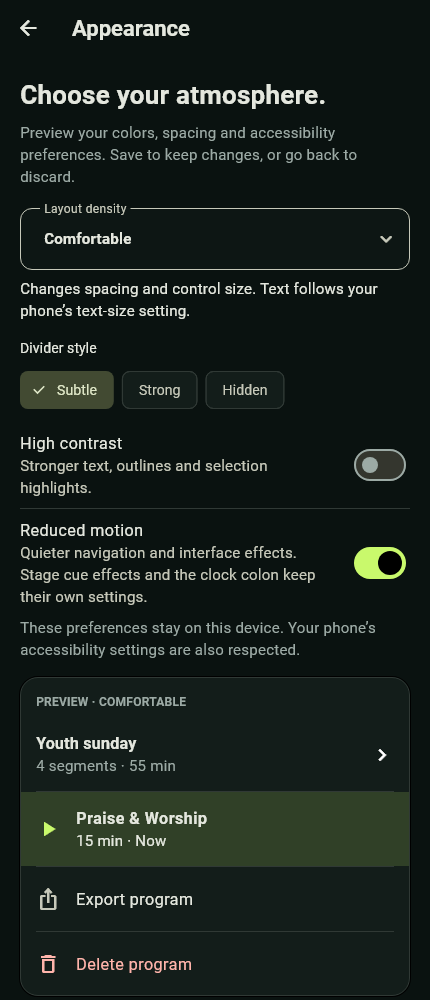 Appearance
Choose your atmosphere.
Preview your colors, spacing and accessibility
preferences. Save to keep changes, or go back to
discard.
Layout density
Comfortable
Changes spacing and control size. Text follows your
phone’s text-size setting.
Divider style
Subtle
Strong
Hidden
High contrast
Stronger text, outlines and selection
highlights.
Reduced motion
Quieter navigation and interface effects.
Stage cue effects and the clock colon keep
their own settings.
These preferences stay on this device. Your phone’s
accessibility settings are also respected.
PREVIEW · COMFORTABLE
Youth sunday
4 segments · 55 min
Praise & Worship
15 min · Now
Export program
Delete program